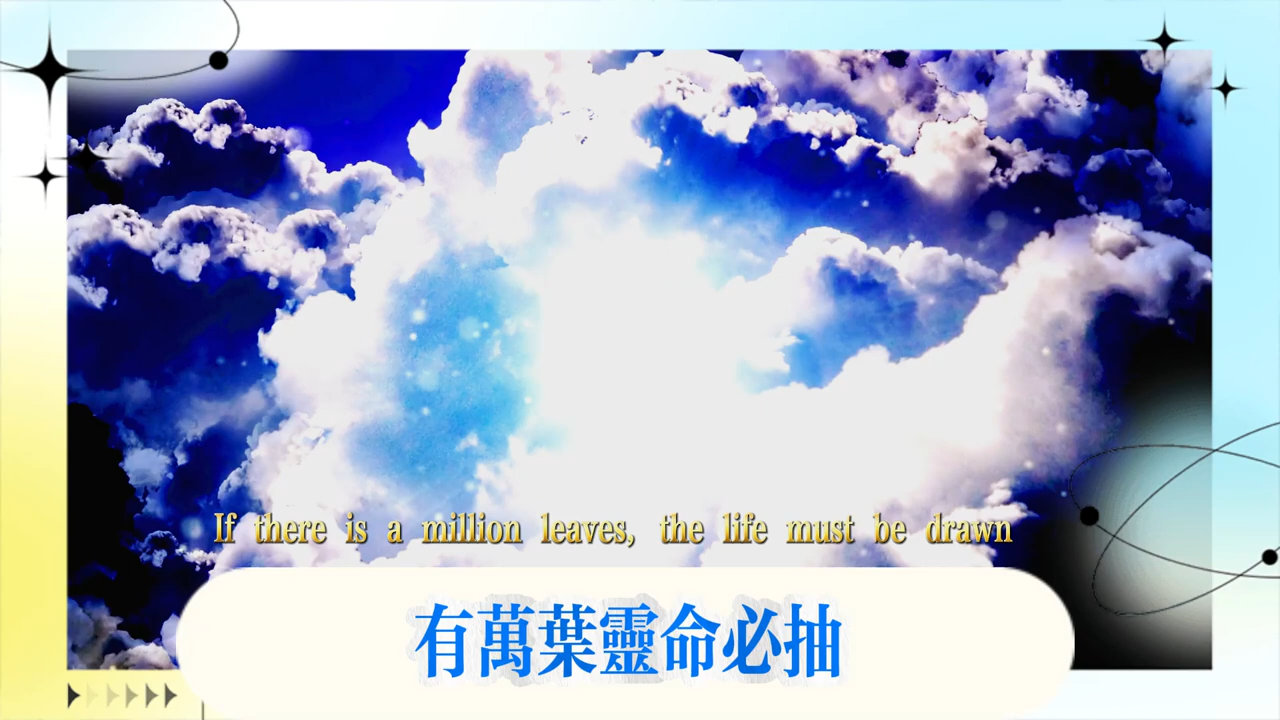 If there is a million leaves, the life must be drawn
有萬葉靈命必抽